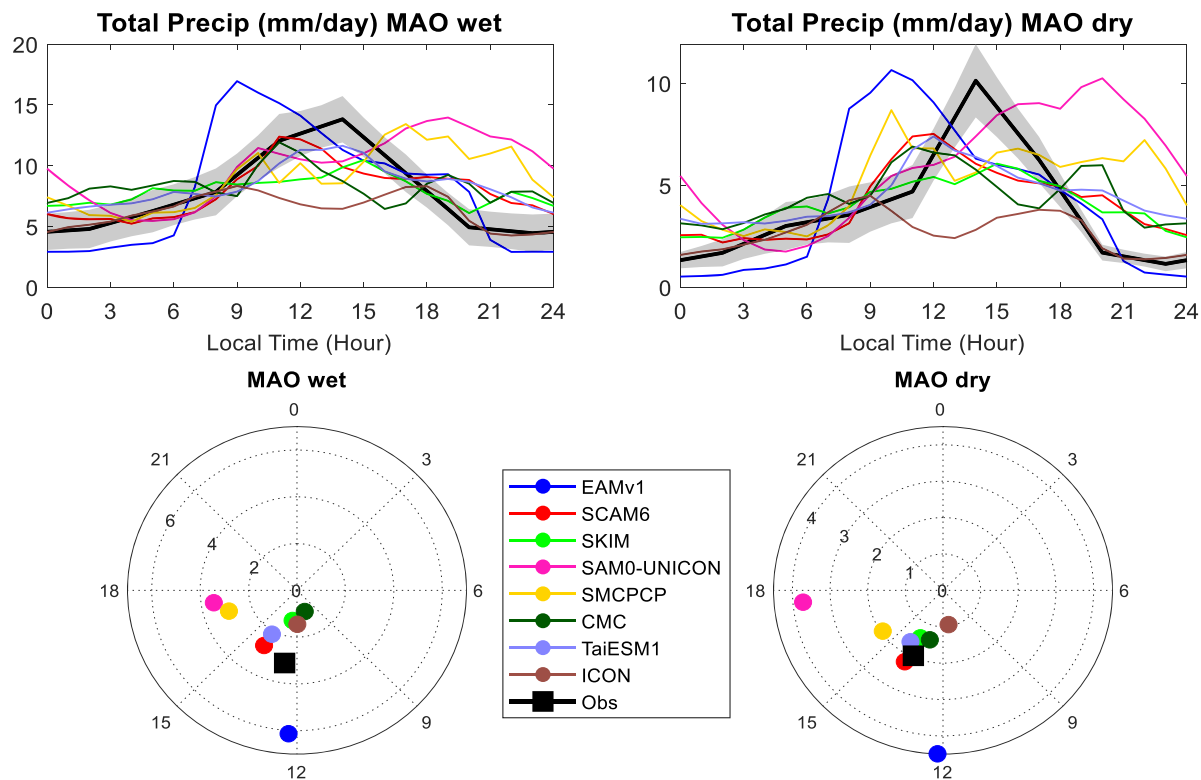 Total Precip (mm/day) MAO wet
20
15
10
5
0
0 3 6 9 12 15 18 21 24
Local Time (Hour)
Total Precip (mm/day) MAO dry
10
5
0
0 3 6 9 12 15 18 21 24
Local Time (Hour)
MAO wet
0
21 3
6
4
2
18 0 6
15 9
12
EAMv1
SCAM6
SKIM
SAM0-UNICON
SMCPCP
CMC
TaiESM1
ICON
Obs
MAO dry
0
21 3
4
3
2
1
18 0 6
15 9
12